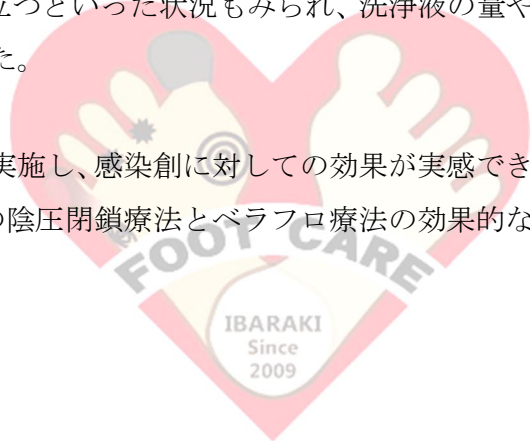 立つといった状況もみられ、洗浄液の量や
た。
実施し、感染創に対しての効果が実感でき
の陰圧閉鎖療法とベラフロ療法の効果的な
FOOT CARE
IBARAKI
Since
2009